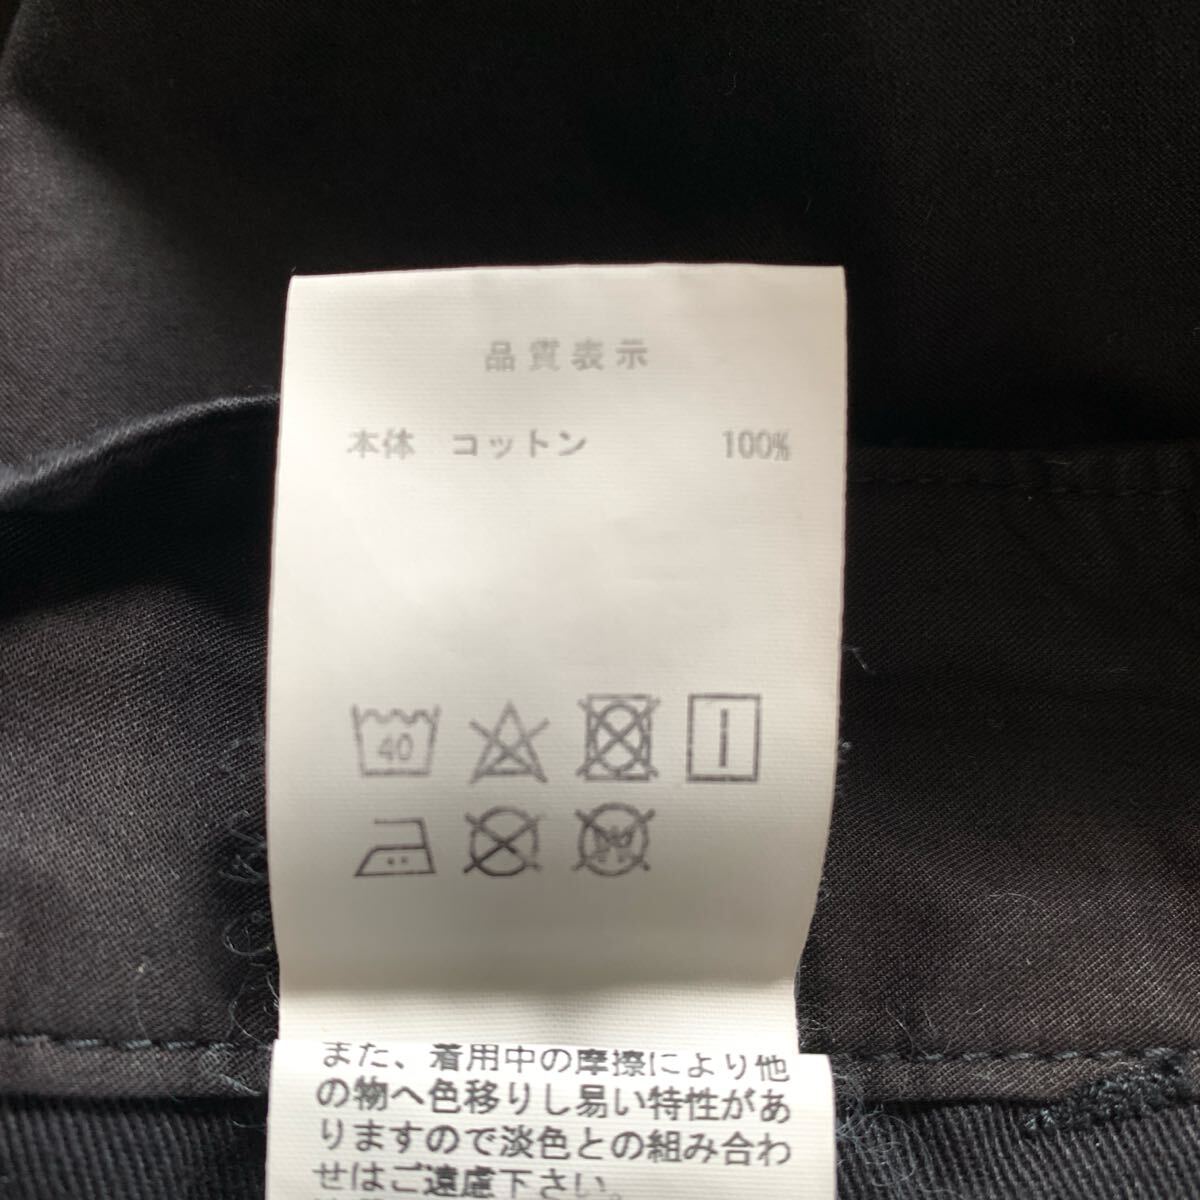 品質表示
本体 コットン 100%
40
また、着用中の摩擦により他
の物へ色移りし易い特性があ
りますので淡色との組み合わ
せはご遠慮下さい。